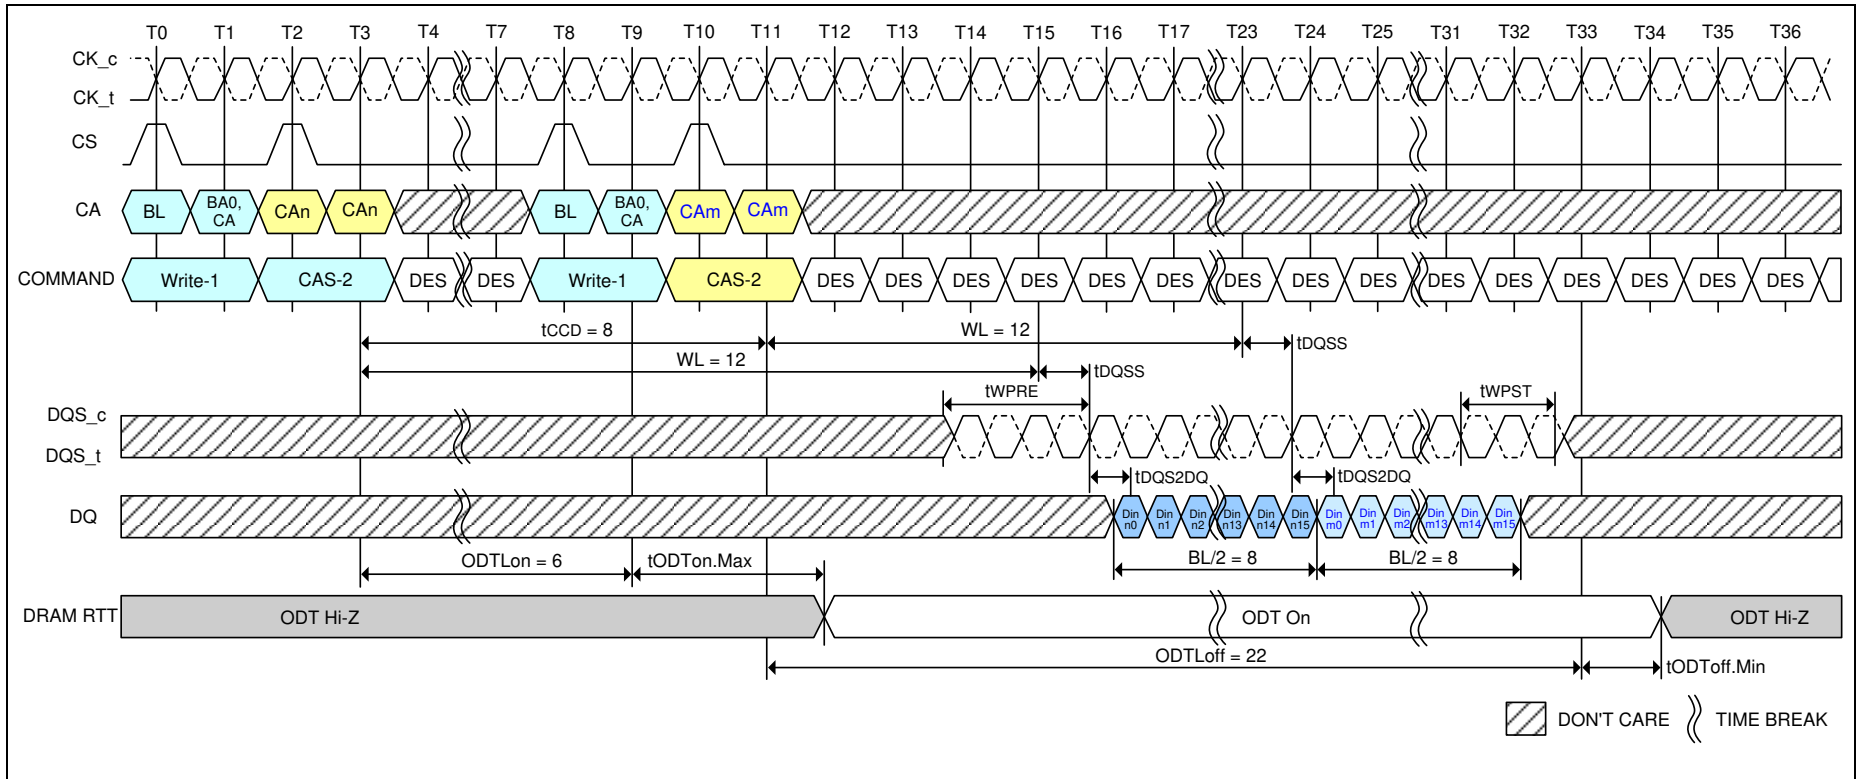 T0 T1 T2 T3 T4 T7 T8 T9 T10 T11 T12 T13 T14 T15 T16 T17 T23 T24 T25 T31 T32 T33 T34 T35 T36
CK_c
CK_t
CS
CA BL BA0, CA CAn CAn BL BA0, CA CAm CAm
COMMAND Write-1 CAS-2 DES DES Write-1 CAS-2 DES DES DES DES DES DES DES DES DES DES DES DES DES DES DES
tCCD = 8 WL = 12 tDQSS
WL = 12 tDQSS
tWPRE tWPST
DQS_c
DQS_t
tDQS2DQ tDQS2DQ
DQ Din n0 Din n1 Din n2 Din n13 Din n14 Din n15 Din m0 Din m1 Din m2 Din m13 Din m14 Din m15
ODTLon = 6 tODTon.Max BL/2 = 8 BL/2 = 8
DRAM RTT ODT Hi-Z ODT On ODT Hi-Z
ODTLoff = 22 tODToff.Min
DON'T CARE TIME BREAK